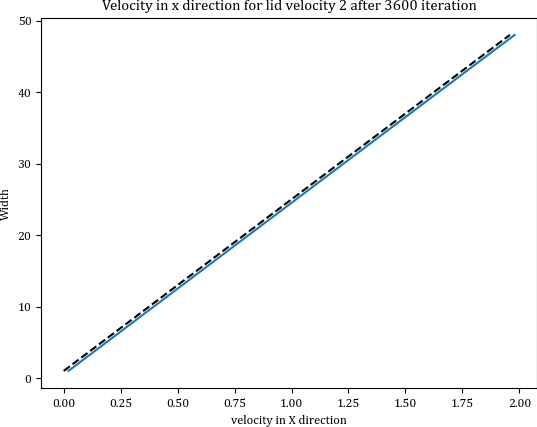 Velocity in x direction for lid velocity 2 after 3600 iteration
50
40
30
20
10
0
Width
0.00 0.25 0.50 0.75 1.00 1.25 1.50 1.75 2.00
velocity in X direction